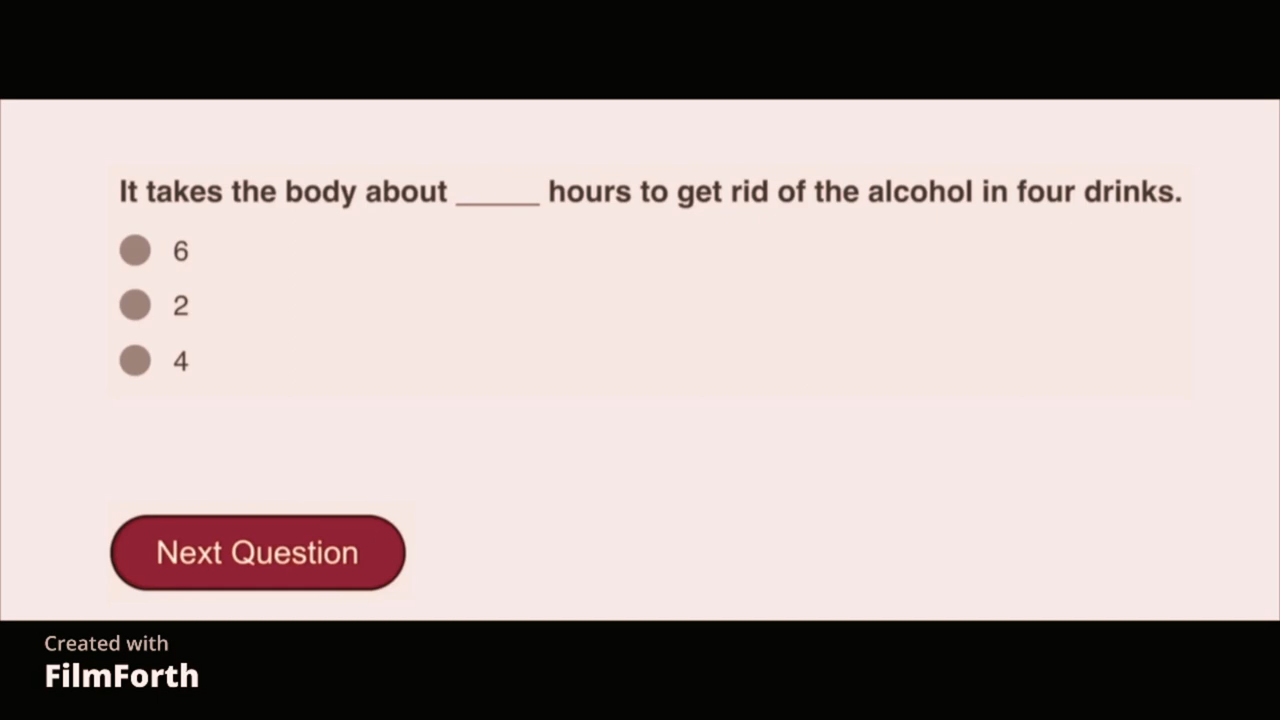 It takes the body about _____ hours to get rid of the alcohol in four drinks.
6
2
4
Next Question
Created with
FilmForth